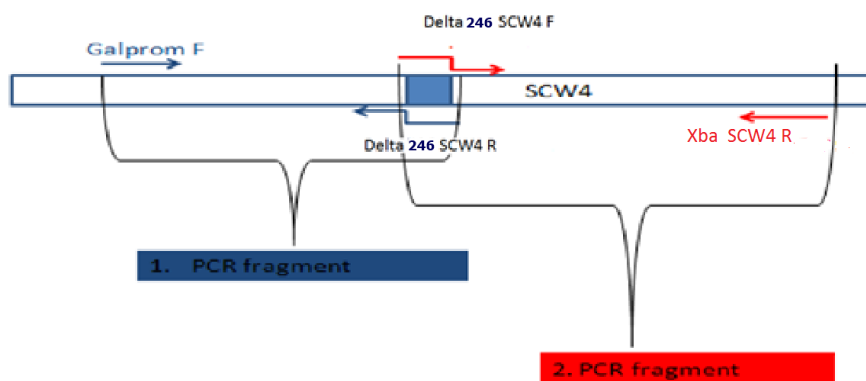 Delta 246 SCW4 F
Galprom F
SCW4
Xba SCW4 R
Delta 246 SCW4 R
1. PCR fragment
2. PCR fragment